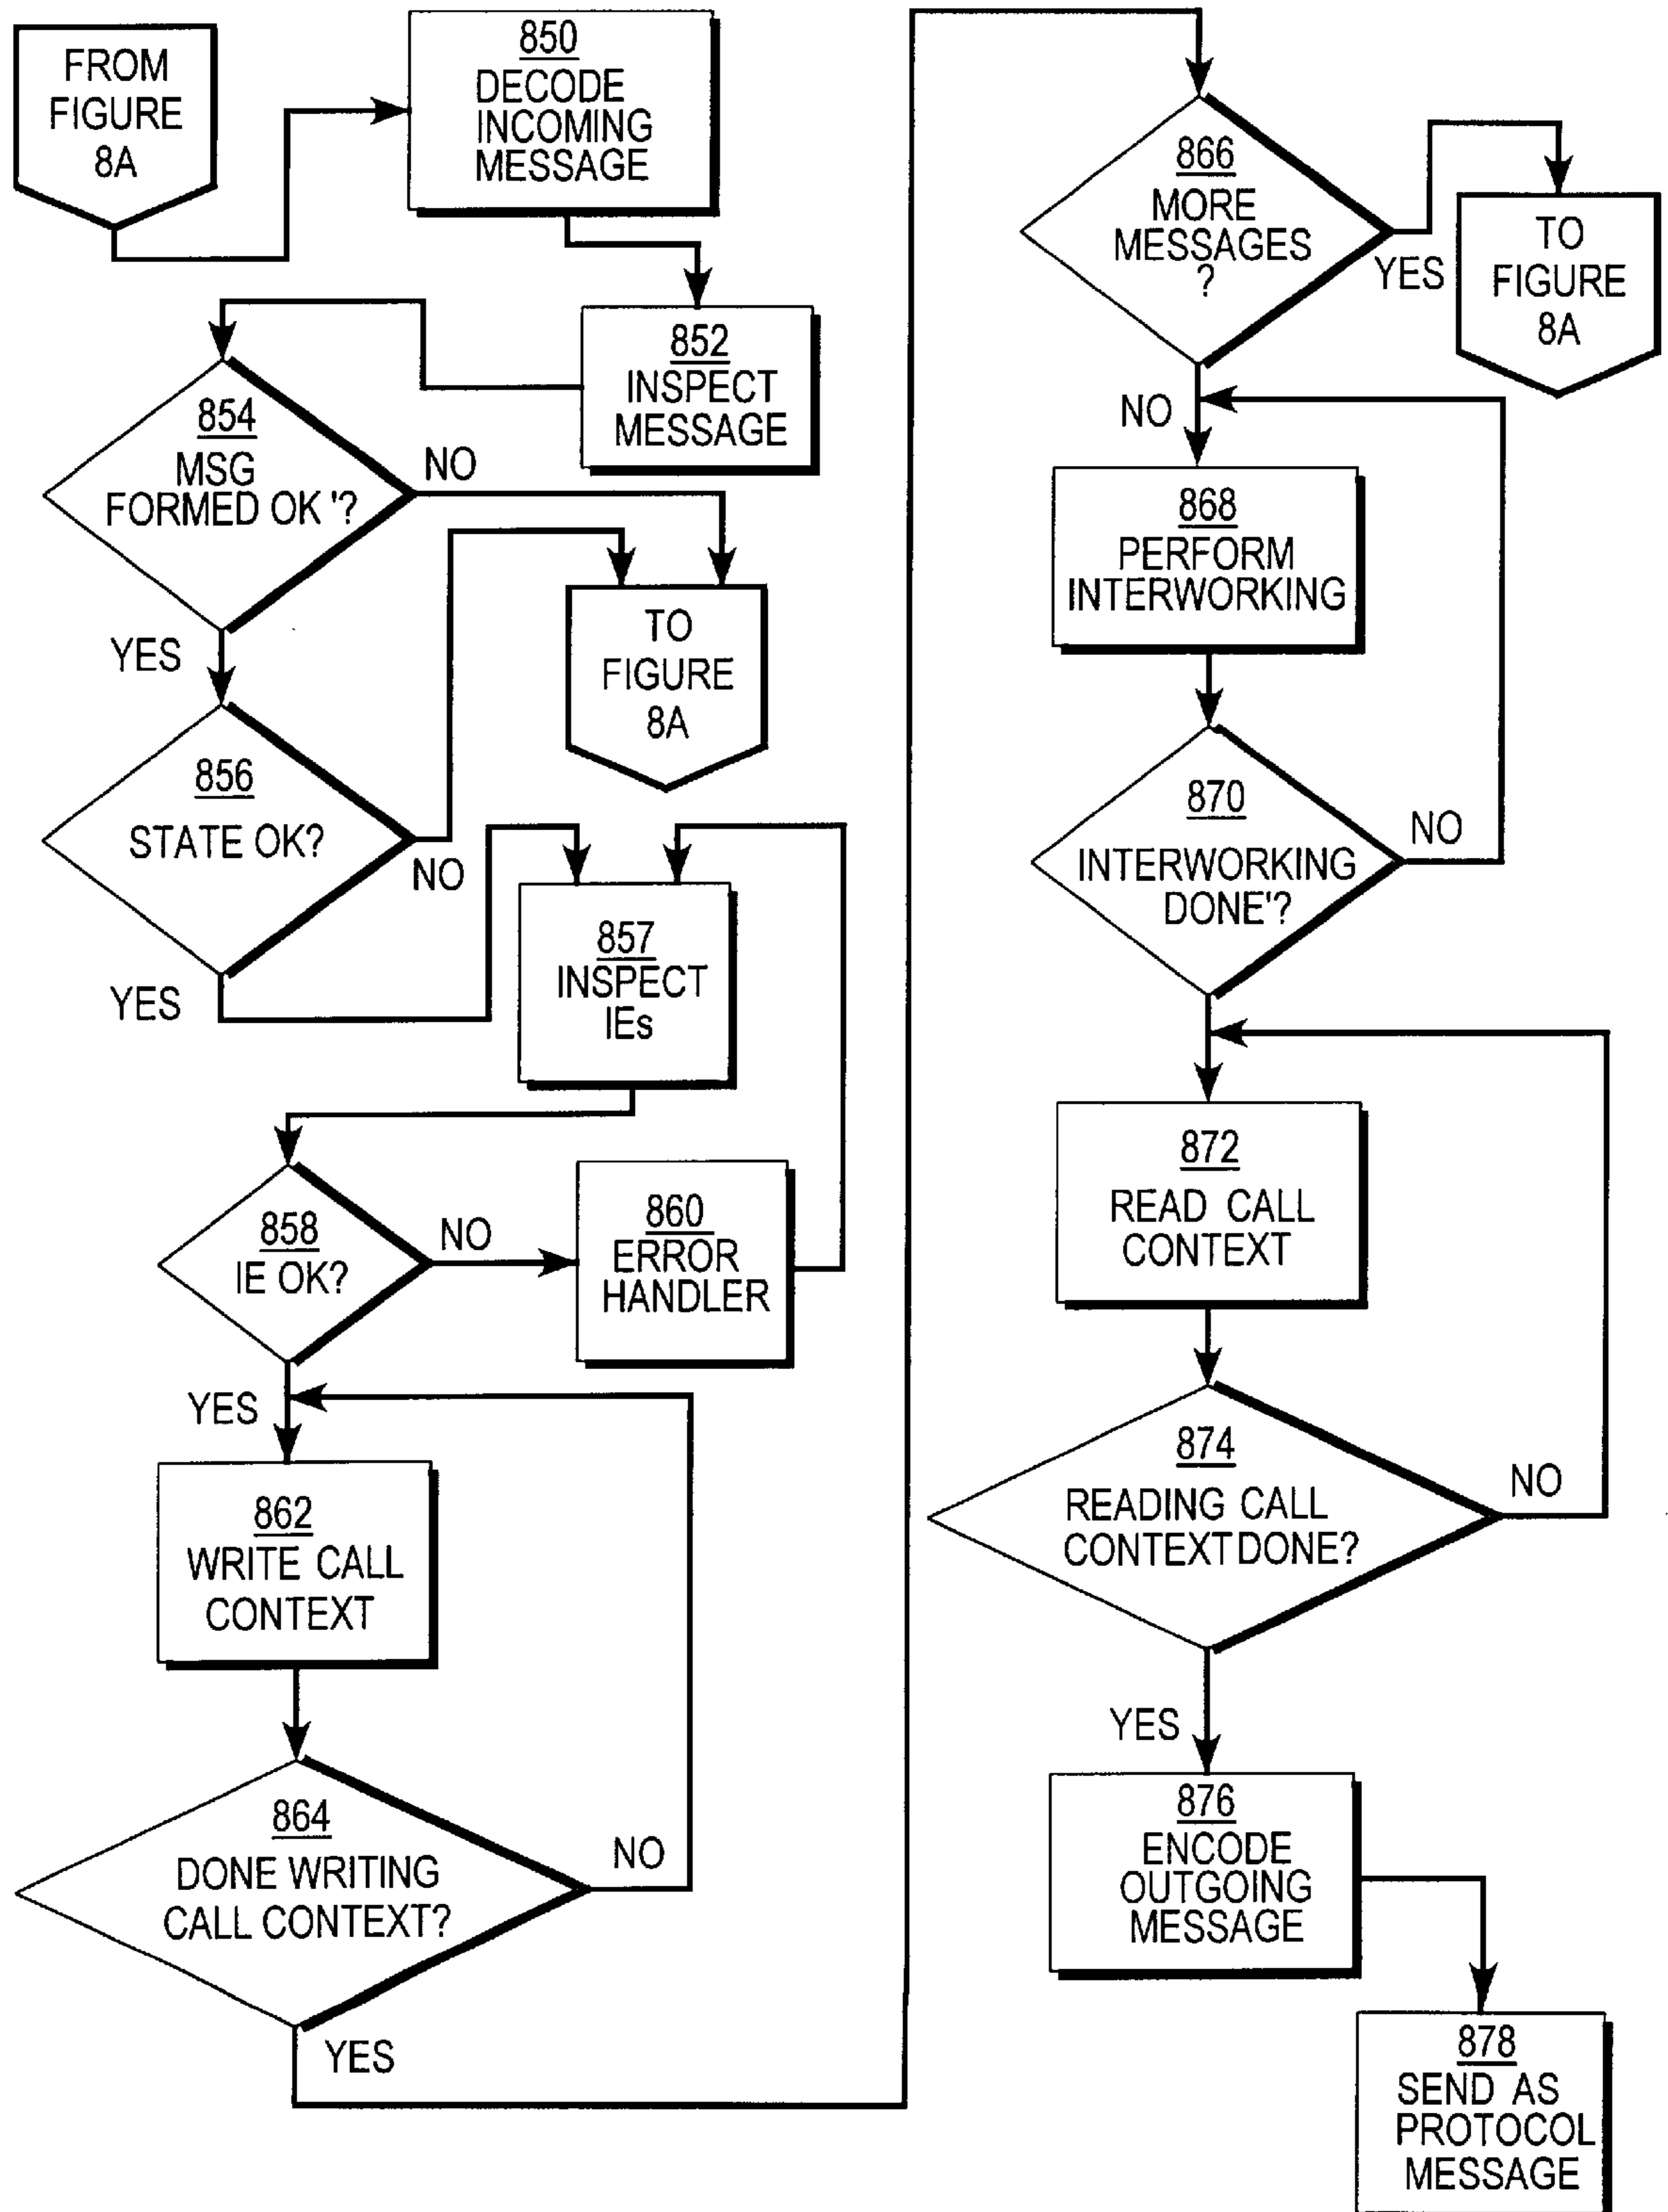 FROM
FIGURE
8A
850
DECODE
INCOMING
MESSAGE
852
INSPECT
MESSAGE
854
MSG
FORMED OK '?
NO
YES
TO
FIGURE
8A
856
STATE OK?
NO
YES
857
INSPECT
IEs
858
IE OK?
NO
860
ERROR
HANDLER
YES
862
WRITE CALL
CONTEXT
864
DONE WRITING
CALL CONTEXT?
NO
YES
866
MORE
MESSAGES
?
YES
TO
FIGURE
8A
NO
868
PERFORM
INTERWORKING
870
INTERWORKING
DONE'?
NO
872
READ CALL
CONTEXT
874
READING CALL
CONTEXT DONE?
NO
YES
876
ENCODE
OUTGOING
MESSAGE
878
SEND AS
PROTOCOL
MESSAGE